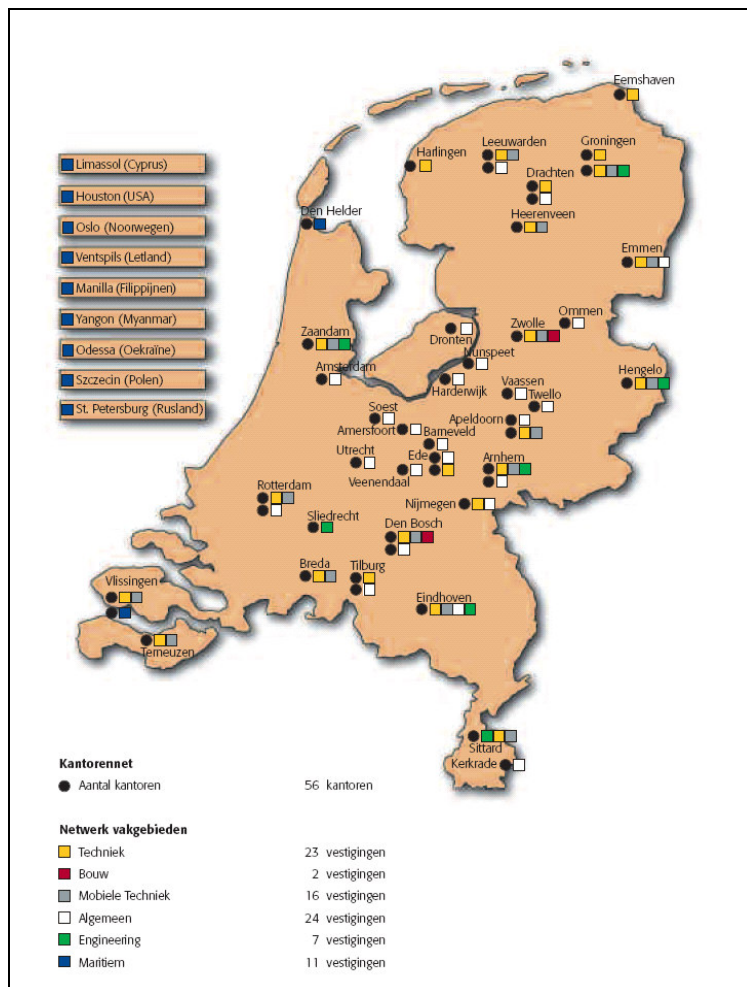 Eemshaven
Harlingen
Leeuwarden
Groningen
Drachten
Heerenveen
Limassol (Cyprus)
Houston (USA)
Oslo (Noorwegen)
Ventspils (Letland)
Manilla (Filippijnen)
Yangon (Myanmar)
Odessa (Oekraïne)
Szczecin (Polen)
St. Petersburg (Rusland)
Den Helder
Emmen
Ommen
Zwolle
Zaandam
Dronten
Nunspeet
Amsterdam
Harderwijk
Hengelo
Vaassen
Twello
Soest
Apeldoorn
Amersfoort
Barneveld
Utrecht
Ede
Veenendaal
Arnhem
Rotterdam
Nijmegen
Sliedrecht
Den Bosch
Breda
Tilburg
Vlissingen
Eindhoven
Terneuzen
Sittard
Kerkrade
Kantorennet
Aantal kantoren 56 kantoren
Netwerk vakgebieden
Techniek 23 vestigingen
Bouw 2 vestigingen
Mobiele Techniek 16 vestigingen
Algemeen 24 vestigingen
Engineering 7 vestigingen
Maritiem 11 vestigingen